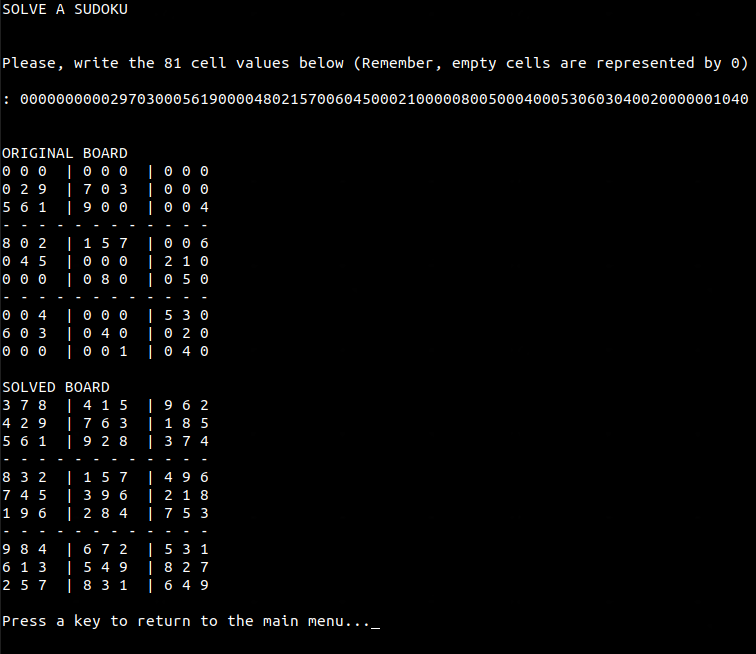 SOLVE A SUDOKU
Please, write the 81 cell values below (Remember, empty cells are represented by 0)
: 000000000029703000561900004802157006045000210000080050004000530603040020000001040
ORIGINAL BOARD
0 0 0 | 0 0 0 | 0 0 0
0 2 9 | 7 0 3 | 0 0 0
5 6 1 | 9 0 0 | 0 0 4
- - - - - - - - - - - -
8 0 2 | 1 5 7 | 0 0 6
0 4 5 | 0 0 0 | 2 1 0
0 0 0 | 0 8 0 | 0 5 0
- - - - - - - - - - - -
0 0 4 | 0 0 0 | 5 3 0
6 0 3 | 0 4 0 | 0 2 0
0 0 0 | 0 0 1 | 0 4 0
SOLVED BOARD
3 7 8 | 4 1 5 | 9 6 2
4 2 9 | 7 6 3 | 1 8 5
5 6 1 | 9 2 8 | 3 7 4
- - - - - - - - - - - -
8 3 2 | 1 5 7 | 4 9 6
7 4 5 | 3 9 6 | 2 1 8
1 9 6 | 2 8 4 | 7 5 3
- - - - - - - - - - - -
9 8 4 | 6 7 2 | 5 3 1
6 1 3 | 5 4 9 | 8 2 7
2 5 7 | 8 3 1 | 6 4 9
Press a key to return to the main menu..._